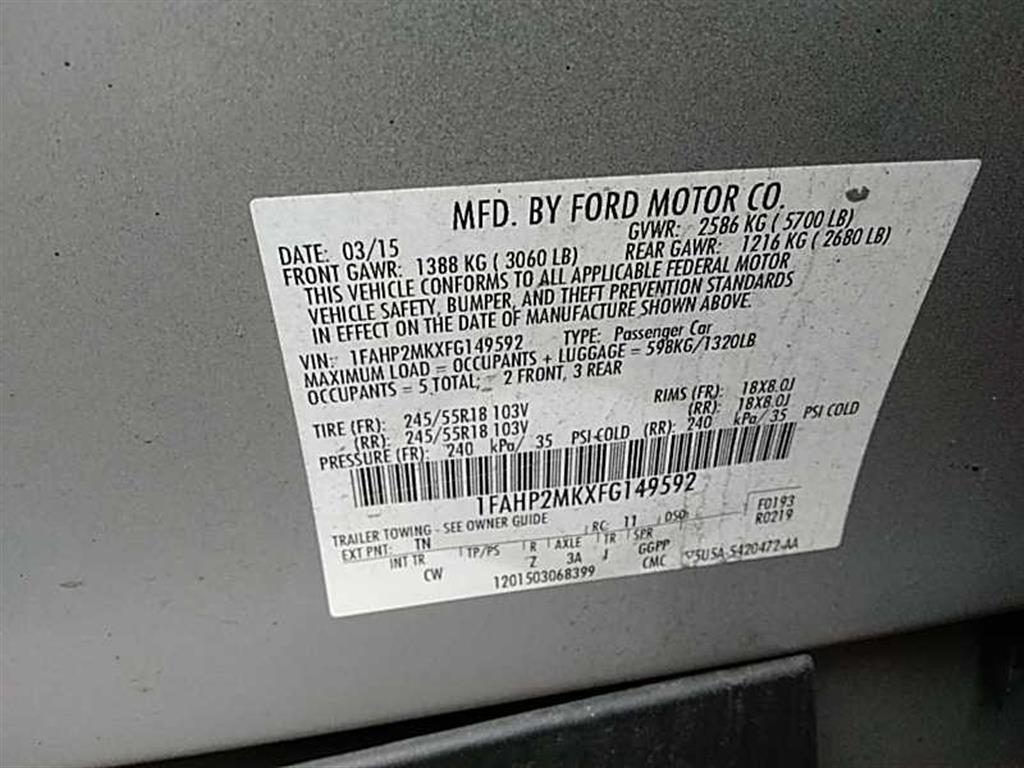 MFD. BY FORD MOTOR CO.
DATE: 03/15 GVWR: 2586 KG ( 5700 LB)
FRONT GAWR: 1388 KG ( 3060 LB) REAR GAWR: 1216 KG ( 2680 LB)
THIS VEHICLE CONFORMS TO ALL APPLICABLE FEDERAL MOTOR
VEHICLE SAFETY, BUMPER, AND THEFT PREVENTION STANDARDS
IN EFFECT ON THE DATE OF MANUFACTURE SHOWN ABOVE.
VIN: 1FAHP2MKXFG149592 TYPE: Passenger Car
MAXIMUM LOAD = OCCUPANTS + LUGGAGE = 598KG/1320LB
OCCUPANTS = 5 TOTAL; 2 FRONT, 3 REAR
TIRE (FR): 245/55R18 103V RIMS (FR): 18X8.0J
(RR): 245/55R18 103V (RR): 18X8.0J
PRESSURE (FR): 240 kPa/ 35 PSI COLD (RR): 240 kPa/ 35 PSI COLD
1FAHP2MKXFG149592
F0193
TRAILER TOWING - SEE OWNER GUIDE RC: 11 DSO: R0219
EXT PNT: TN
INT TR TP/PS R AXLE TR SPR
CW Z 3A J GGPP
CMC
1201503068399 5U5A-5420472-AA